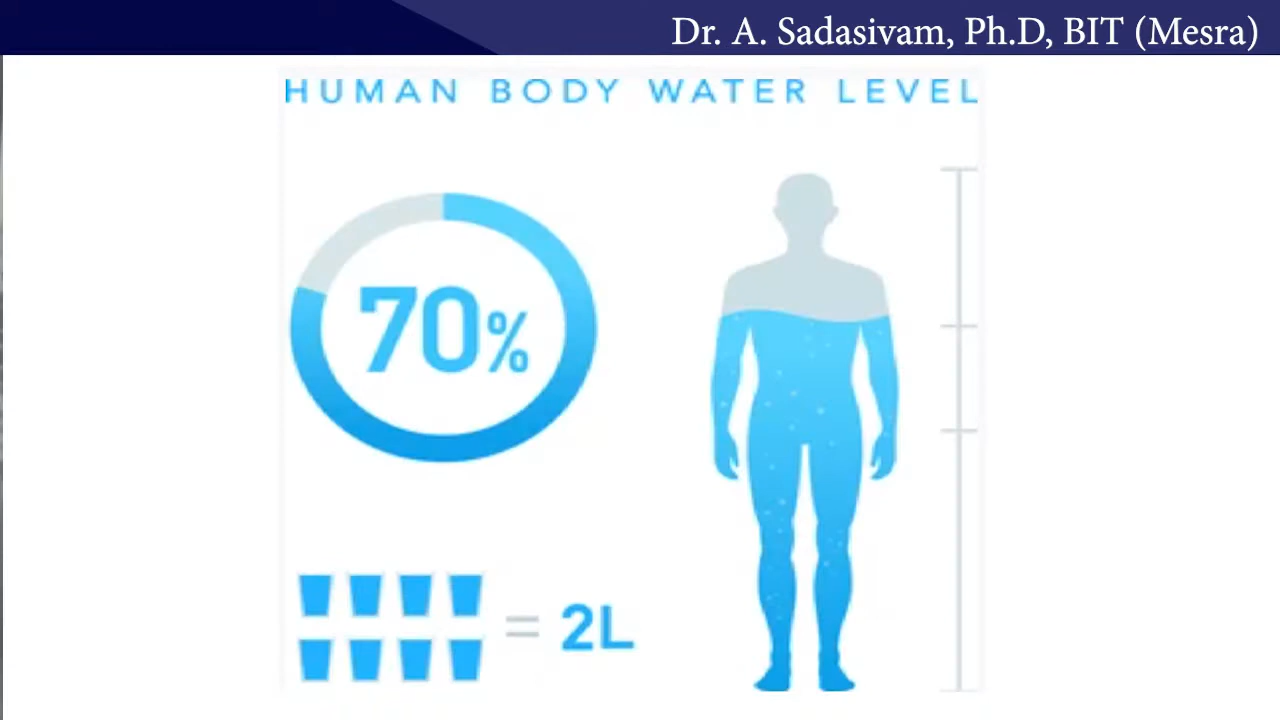 Dr. A. Sadasivam, Ph.D, BIT (Mesra)
HUMAN BODY WATER LEVEL
70%
= 2L